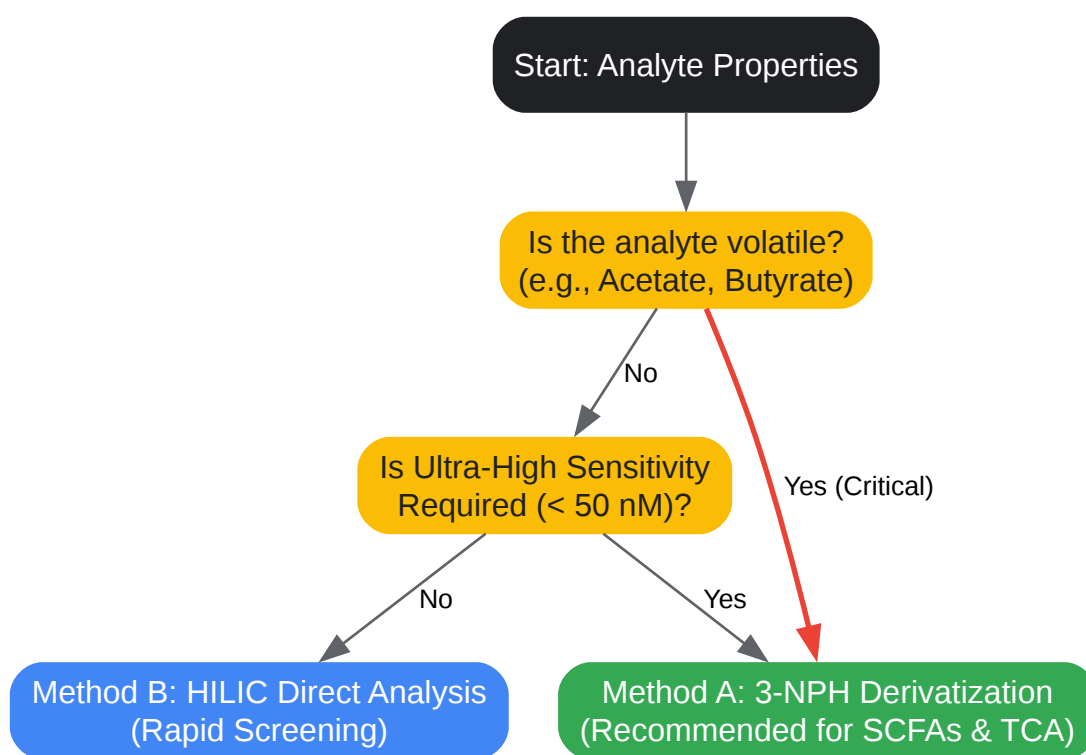 Start: Analyte Properties
Is the analyte volatile?
(e.g., Acetate, Butyrate)
No
Is Ultra-High Sensitivity
Required (< 50 nM)?
Yes (Critical)
No
Yes
Method B: HILIC Direct Analysis
(Rapid Screening)
Method A: 3-NPH Derivatization
(Recommended for SCFAs & TCA)